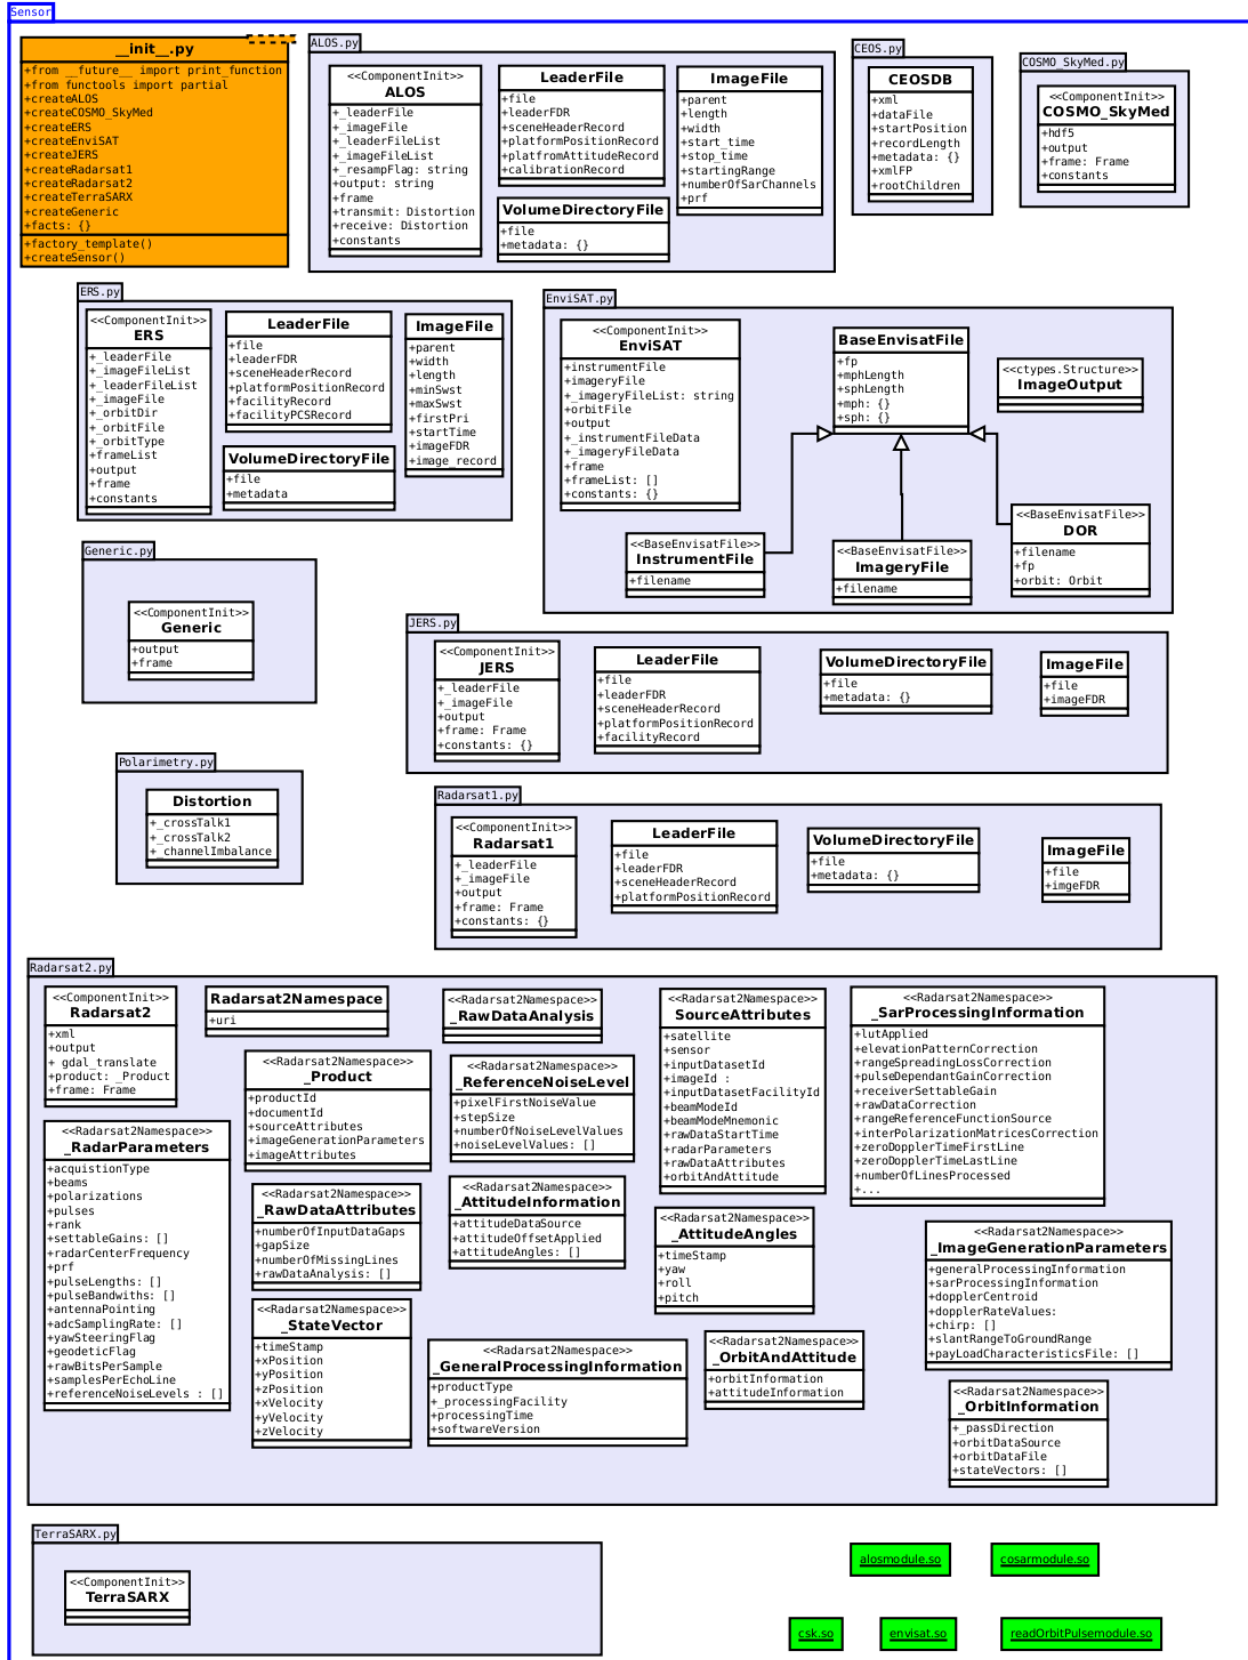 Sensor
__init__.py
+from __future__ import print_function
+from functools import partial
+createALOS
+createCOSMO_SkyMed
+createERS
+createEnviSAT
+createJERS
+createRadarsat1
+createRadarsat2
+createTerraSARX
+createGeneric
+facts: {}
+factory_template()
+createSensor()
ALOS.py
<<ComponentInit>>
ALOS
+_leaderFile
+_imageFile
+_leaderFileList
+_imageFileList
+_resampFlag: string
+output: string
+frame
+transmit: Distortion
+receive: Distortion
+constants
LeaderFile
+file
+leaderFDR
+sceneHeaderRecord
+platformPositionRecord
+platfromAttitudeRecord
+calibrationRecord
VolumeDirectoryFile
+file
+metadata: {}
ImageFile
+parent
+length
+width
+start_time
+stop_time
+startingRange
+numberOfSarChannels
+prf
CEOS.py
CEOSDB
+xml
+dataFile
+startPosition
+recordLength
+metadata: {}
+xmlFP
+rootChildren
COSMO_SkyMed.py
<<ComponentInit>>
COSMO_SkyMed
+hdf5
+output
+frame: Frame
+constants
ERS.py
<<ComponentInit>>
ERS
+_leaderFile
+_imageFileList
+_leaderFileList
+_imageFile
+_orbitDir
+_orbitFile
+_orbitType
+frameList
+output
+frame
+constants
LeaderFile
+file
+leaderFDR
+sceneHeaderRecord
+platformPositionRecord
+facilityRecord
+facilityPCSRecord
VolumeDirectoryFile
+file
+metadata
ImageFile
+parent
+width
+length
+minSwst
+maxSwst
+firstPri
+startTime
+imageFDR
+image_record
EnviSAT.py
<<ComponentInit>>
EnviSAT
+instrumentFile
+imageryFile
+_imageryFileList: string
+orbitFile
+output
+_instrumentFileData
+_imageryFileData
+frame
+frameList: []
+constants: {}
BaseEnvisatFile
+fp
+mphLength
+sphLength
+mph: {}
+sph: {}
<<ctypes.Structure>>
ImageOutput
<<BaseEnvisatFile>>
InstrumentFile
+filename
<<BaseEnvisatFile>>
ImageryFile
+filename
<<BaseEnvisatFile>>
DOR
+filename
+fp
+orbit: Orbit
Generic.py
<<ComponentInit>>
Generic
+output
+frame
JERS.py
<<ComponentInit>>
JERS
+_leaderFile
+_imageFile
+output
+frame: Frame
+constants: {}
LeaderFile
+file
+leaderFDR
+sceneHeaderRecord
+platformPositionRecord
+facilityRecord
VolumeDirectoryFile
+file
+metadata: {}
ImageFile
+file
+imageFDR
Polarimetry.py
Distortion
+_crossTalk1
+_crossTalk2
+_channelImbalance
Radarsat1.py
<<ComponentInit>>
Radarsat1
+_leaderFile
+_imageFile
+output
+frame: Frame
+constants: {}
LeaderFile
+file
+leaderFDR
+sceneHeaderRecord
+platformPositionRecord
VolumeDirectoryFile
+file
+metadata: {}
ImageFile
+file
+imgeFDR
Radarsat2.py
<<ComponentInit>>
Radarsat2
+xml
+output
+_gdal_translate
+product: _Product
+frame: Frame
Radarsat2Namespace
+uri
<<Radarsat2Namespace>>
_RawDataAnalysis
<<Radarsat2Namespace>>
SourceAttributes
+satellite
+sensor
+inputDatasetId
+imageId :
+inputDatasetFacilityId
+beamModeId
+beamModeMnemonic
+rawDataStartTime
+radarParameters
+rawDataAttributes
+orbitAndAttitude
<<Radarsat2Namespace>>
_SarProcessingInformation
+lutApplied
+elevationPatternCorrection
+rangeSpreadingLossCorrection
+pulseDependantGainCorrection
+receiverSettableGain
+rawDataCorrection
+rangeReferenceFunctionSource
+interPolarizationMatricesCorrection
+zeroDopplerTimeFirstLine
+zeroDopplerTimeLastLine
+numberOfLinesProcessed
+...
<<Radarsat2Namespace>>
_Product
+productId
+documentId
+sourceAttributes
+imageGenerationParameters
+imageAttributes
<<Radarsat2Namespace>>
_ReferenceNoiseLevel
+pixelFirstNoiseValue
+stepSize
+numberOfNoiseLevelValues
+noiseLevelValues: []
<<Radarsat2Namespace>>
_RadarParameters
+acquistionType
+beams
+polarizations
+pulses
+rank
+settableGains: []
+radarCenterFrequency
+prf
+pulseLengths: []
+pulseBandwiths: []
+antennaPointing
+adcSamplingRate: []
+yawSteeringFlag
+geodeticFlag
+rawBitsPerSample
+samplesPerEchoLine
+referenceNoiseLevels : []
<<Radarsat2Namespace>>
_RawDataAttributes
+numberOfInputDataGaps
+gapSize
+numberOfMissingLines
+rawDataAnalysis: []
<<Radarsat2Namespace>>
_AttitudeInformation
+attitudeDataSource
+attitudeOffsetApplied
+attitudeAngles: []
<<Radarsat2Namespace>>
_AttitudeAngles
+timeStamp
+yaw
+roll
+pitch
<<Radarsat2Namespace>>
_ImageGenerationParameters
+generalProcessingInformation
+sarProcessingInformation
+dopplerCentroid
+dopplerRateValues:
+chirp: []
+slantRangeToGroundRange
+payLoadCharacteristicsFile: []
<<Radarsat2Namespace>>
_StateVector
+timeStamp
+xPosition
+yPosition
+zPosition
+xVelocity
+yVelocity
+zVelocity
<<Radarsat2Namespace>>
_GeneralProcessingInformation
+productType
+_processingFacility
+processingTime
+softwareVersion
<<Radarsat2Namespace>>
_OrbitAndAttitude
+orbitInformation
+attitudeInformation
<<Radarsat2Namespace>>
_OrbitInformation
+_passDirection
+orbitDataSource
+orbitDataFile
+stateVectors: []
TerraSARX.py
<<ComponentInit>>
TerraSARX
alosmodule.so
cosarmodule.so
csk.so
envisat.so
readOrbitPulsemodule.so